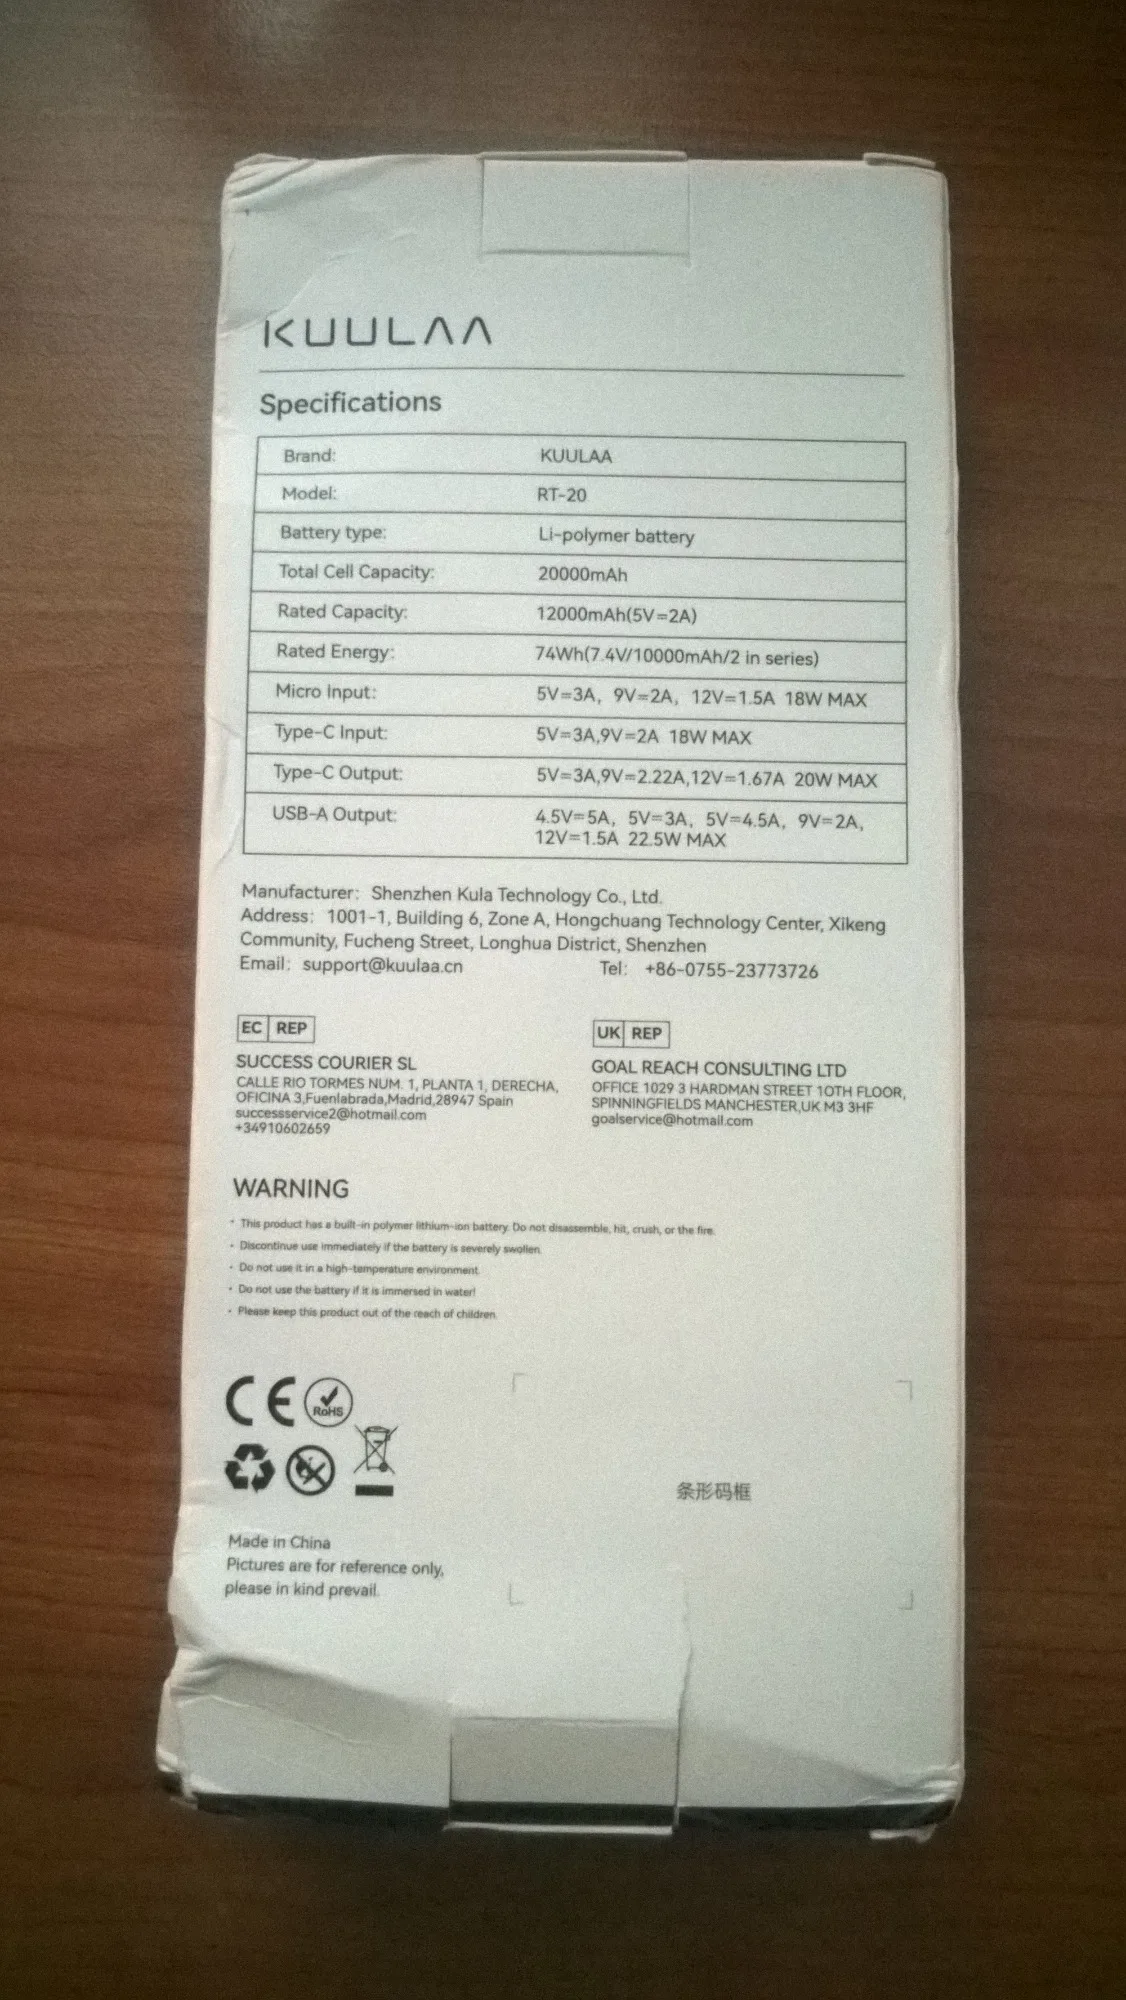 KUULAA
Specifications
Brand: KUULAA
Model: RT-20
Battery type: Li-polymer battery
Total Cell Capacity: 20000mAh
Rated Capacity: 12000mAh(5V=2A)
Rated Energy: 74Wh(7.4V/10000mAh/2 in series)
Micro Input: 5V=3A, 9V=2A, 12V=1.5A 18W MAX
Type-C Input: 5V=3A,9V=2A 18W MAX
Type-C Output: 5V=3A,9V=2.22A,12V=1.67A 20W MAX
USB-A Output: 4.5V=5A, 5V=3A, 5V=4.5A, 9V=2A,
12V=1.5A 22.5W MAX
Manufacturer: Shenzhen Kula Technology Co., Ltd.
Address: 1001-1, Building 6, Zone A, Hongchuang Technology Center, Xikeng
Community, Fucheng Street, Longhua District, Shenzhen
Email: support@kuulaa.cn Tel: +86-0755-23773726
EC REP
SUCCESS COURIER SL
CALLE RIO TORMES NUM. 1, PLANTA 1, DERECHA,
OFICINA 3,Fuenlabrada,Madrid,28947 Spain
successservice2@hotmail.com
+34910602659
UK REP
GOAL REACH CONSULTING LTD
OFFICE 1029 3 HARDMAN STREET 10TH FLOOR,
SPINNINGFIELDS MANCHESTER,UK M3 3HF
goalservice@hotmail.com
WARNING
• This product has a built-in polymer lithium-ion battery. Do not disassemble, hit, crush, or the fire.
• Discontinue use immediately if the battery is severely swollen.
• Do not use it in a high-temperature environment.
• Do not use the battery if it is immersed in water!
• Please keep this product out of the reach of children.
CE RoHS
条形码框
Made in China
Pictures are for reference only,
please in kind prevail.